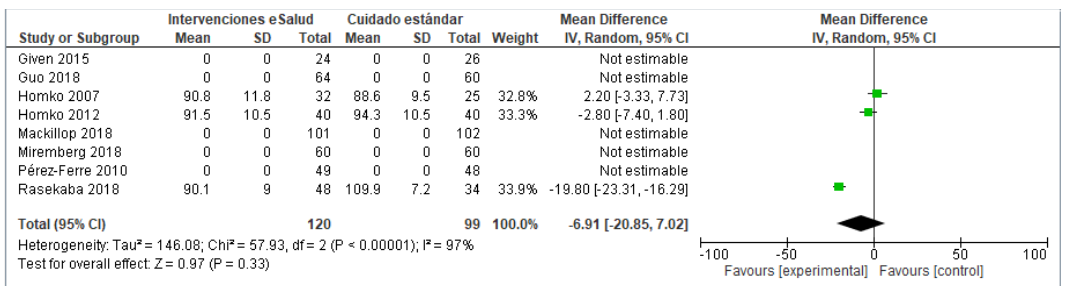 Intervenciones eSalud Cuidado estándar Mean Difference Mean Difference
Study or Subgroup Mean SD Total Mean SD Total Weight IV, Random, 95% CI IV, Random, 95% CI
Given 2015 0 0 24 0 0 26 Not estimable
Guo 2018 0 0 64 0 0 60 Not estimable
Homko 2007 90.8 11.8 32 88.6 9.5 25 32.8% 2.20 [-3.33, 7.73]
Homko 2012 91.5 10.5 40 94.3 10.5 40 33.3% -2.80 [-7.40, 1.80]
Mackillop 2018 0 0 101 0 0 102 Not estimable
Miremberg 2018 0 0 60 0 0 60 Not estimable
Pérez-Ferre 2010 0 0 49 0 0 48 Not estimable
Rasekaba 2018 90.1 9 48 109.9 7.2 34 33.9% -19.80 [-23.31, -16.29]
Total (95% CI) 120 99 100.0% -6.91 [-20.85, 7.02]
Heterogeneity: Tau² = 146.08; Chi² = 57.93, df = 2 (P < 0.00001); I² = 97%
Test for overall effect: Z = 0.97 (P = 0.33)
-100 -50 0 50 100
Favours [experimental] Favours [control]